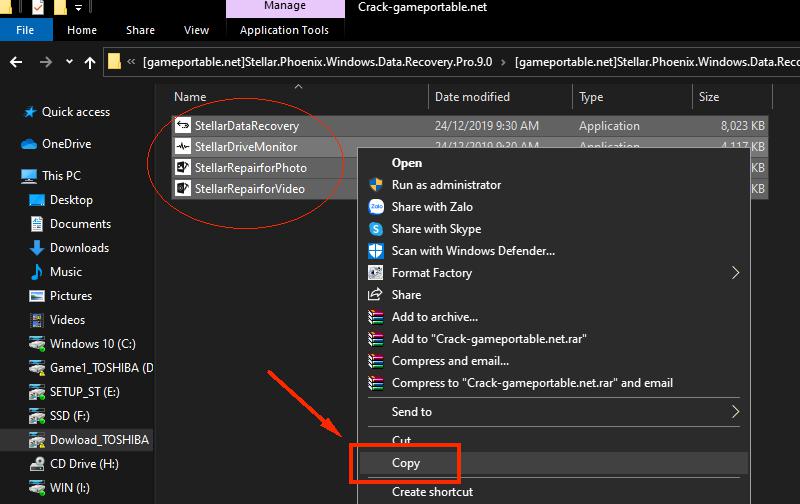 Manage
Crack-gameportable.net
File
Home
Share
View
Application Tools
[gameportable.net]Stellar.Phoenix.Windows.Data.Recovery.Pro.9.0 > [gameportable.net]Stellar.Phoenix.Windows.Data.Reco
Name
Date modified
Type
Size
StellarDataRecovery 24/12/2019 9:30 AM Application 8,023 KB
StellarDriveMonitor 24/12/2019 9:30 AM Application 4,117 KB
StellarRepairforPhoto KB
StellarRepairforVideo KB
Quick access
OneDrive
This PC
Desktop
Documents
Downloads
Music
Pictures
Videos
Windows 10 (C:)
Game1_TOSHIBA (D
SETUP_ST (E:)
SSD (F:)
Dowload_TOSHIBA
CD Drive (H:)
WIN (I:)
Open
Run as administrator
Share with Zalo
Share with Skype
Scan with Windows Defender...
Format Factory
Share
Add to archive...
Add to "Crack-gameportable.net.rar"
Compress and email...
Compress to "Crack-gameportable.net.rar" and email
Send to
Cut
Copy
Create shortcut